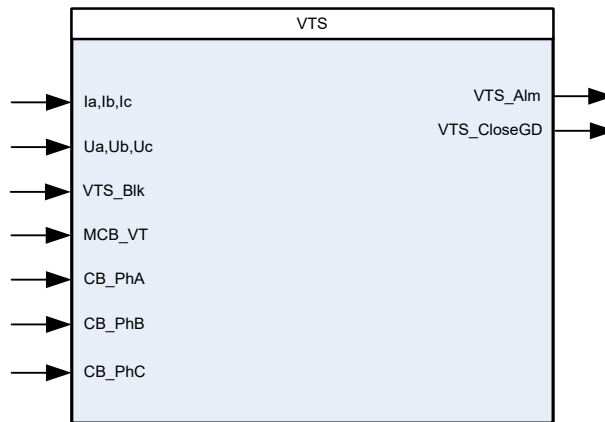 VTS
Ia,Ib,Ic
Ua,Ub,Uc
VTS_Blk
MCB_VT
CB_PhA
CB_PhB
CB_PhC
VTS_Alm
VTS_CloseGD